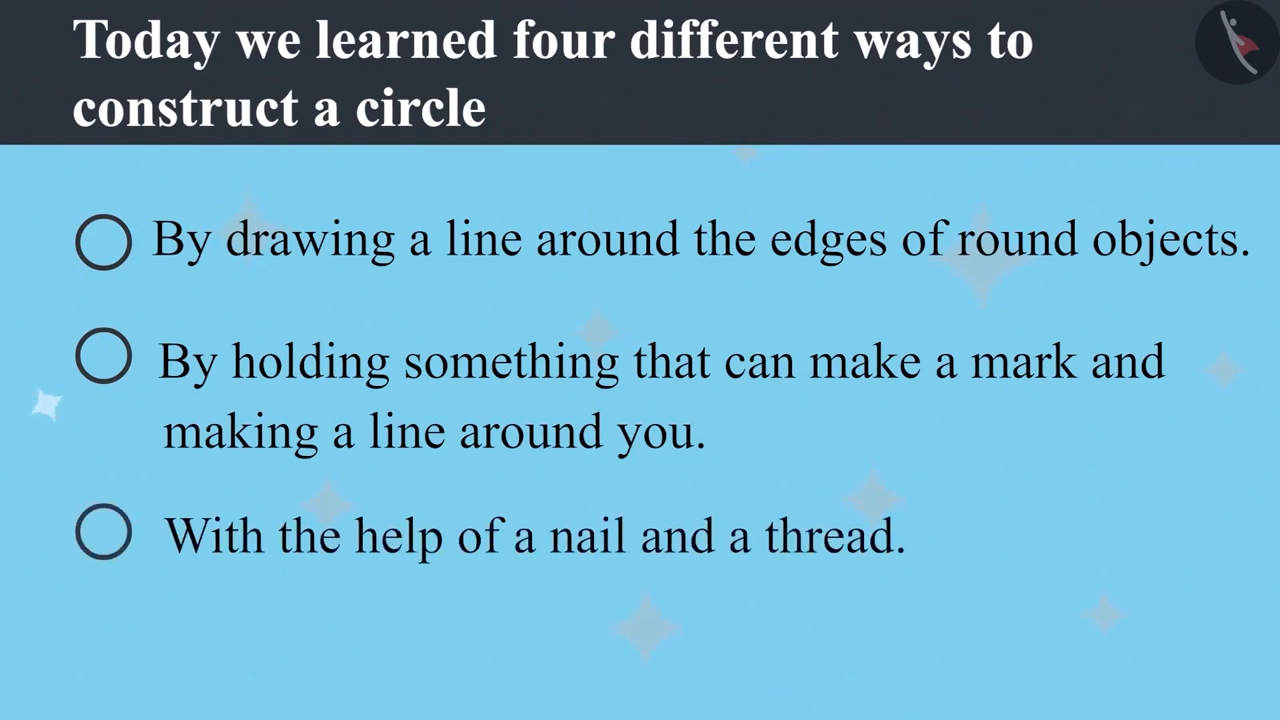 Today we learned four different ways to
construct a circle
By drawing a line around the edges of round objects.
By holding something that can make a mark and
making a line around you.
With the help of a nail and a thread.